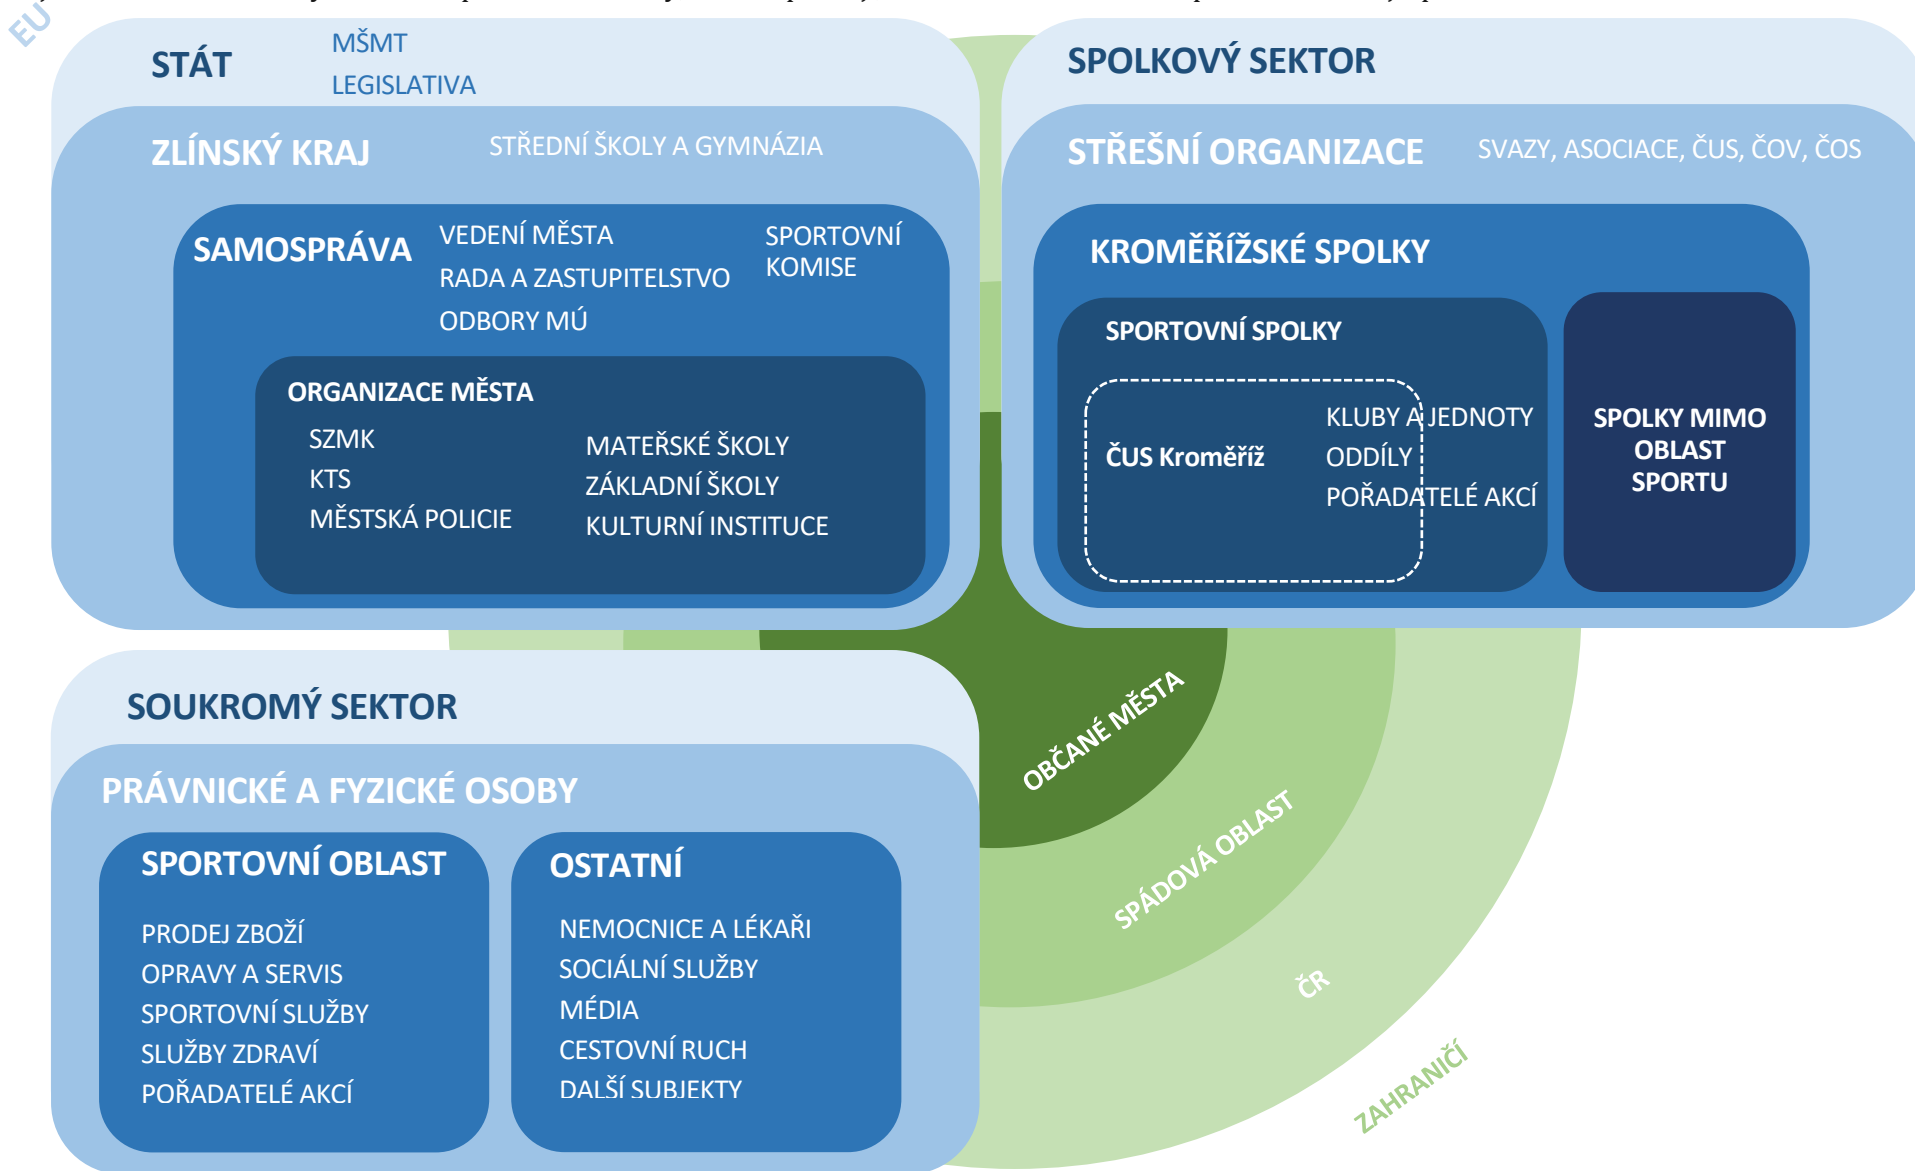 EU
STÁT
MŠMT
LEGISLATIVA
ZLÍNSKÝ KRAJ
STŘEDNÍ ŠKOLY A GYMNÁZIA
SAMOSPRÁVA
VEDENÍ MĚSTA
RADA A ZASTUPITELSTVO
ODBORY MÚ
SPORTOVNÍ
KOMISE
ORGANIZACE MĚSTA
SZMK
KTS
MĚSTSKÁ POLICIE
MATEŘSKÉ ŠKOLY
ZÁKLADNÍ ŠKOLY
KULTURNÍ INSTITUCE
SPOLKOVÝ SEKTOR
STŘEŠNÍ ORGANIZACE
SVAZY, ASOCIACE, ČUS, ČOV, ČOS
KROMĚŘÍŽSKÉ SPOLKY
SPORTOVNÍ SPOLKY
ČUS Kroměříž
KLUBY A JEDNOTY
ODDÍLY
POŘADATELÉ AKCÍ
SPOLKY MIMO
OBLAST
SPORTU
SOUKROMÝ SEKTOR
PRÁVNICKÉ A FYZICKÉ OSOBY
SPORTOVNÍ OBLAST
PRODEJ ZBOŽÍ
OPRAVY A SERVIS
SPORTOVNÍ SLUŽBY
SLUŽBY ZDRAVÍ
POŘADATELÉ AKCÍ
OSTATNÍ
NEMOCNICE A LÉKAŘI
SOCIÁLNÍ SLUŽBY
MÉDIA
CESTOVNÍ RUCH
DALŠÍ SUBJEKTY
OBČANÉ MĚSTA
SPÁDOVÁ OBLAST
ČR
ZAHRANIČÍ